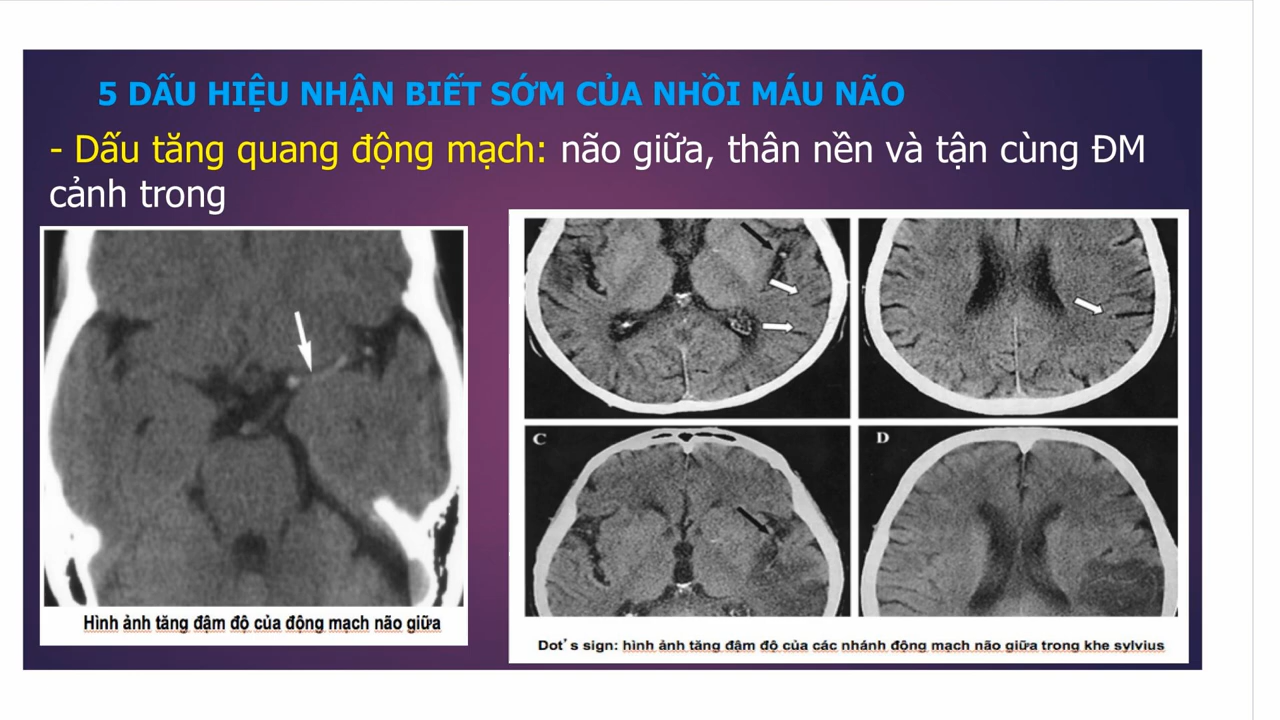 5 DẤU HIỆU NHẬN BIẾT SỚM CỦA NHỒI MÁU NÃO
- Dấu tăng quang động mạch: não giữa, thân nền và tận cùng ĐM
cảnh trong
Hình ảnh tăng đậm độ của động mạch não giữa
C
D
Dot's sign: hình ảnh tăng đậm độ của các nhánh động mạch não giữa trong khe sylvius